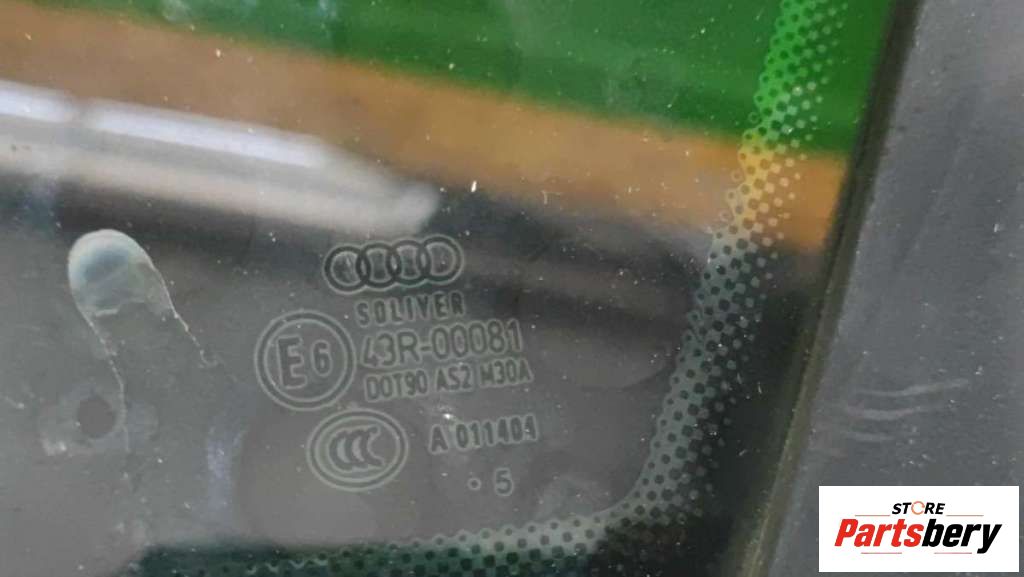 SOLIVER
E6
43R-00081
DOT90 AS2 M30A
CCC
A 011404
· 5
STORE
Partsbery